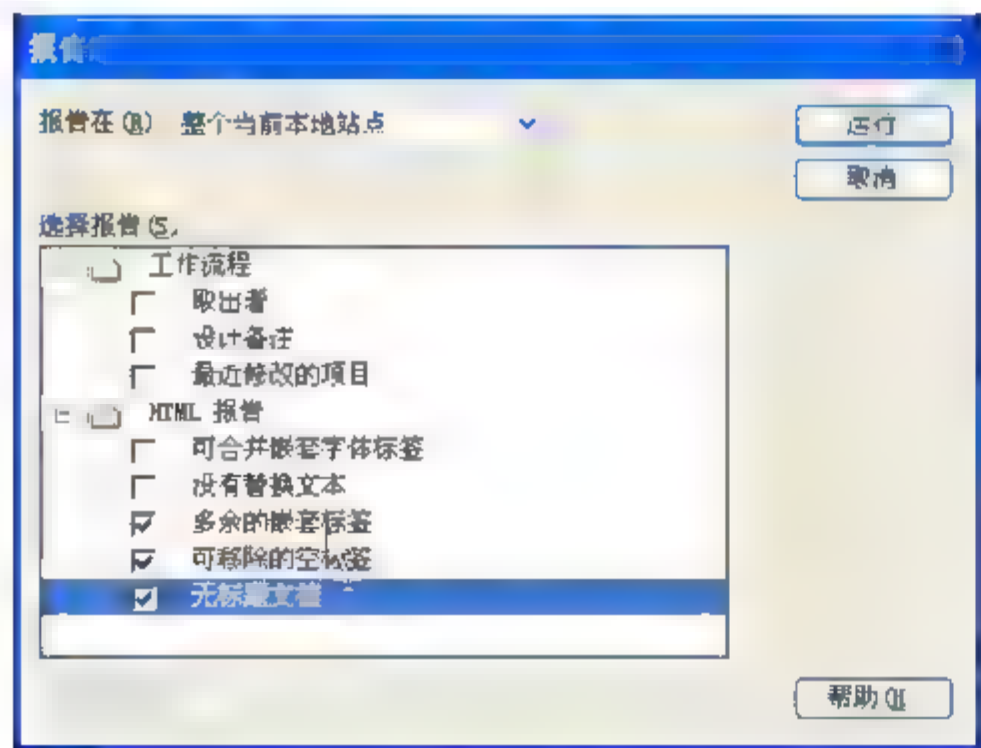 报告
报告在(R) 整个当前本地站点
运行
取消
选择报告(S)
工作流程
取出者
设计备注
最近修改的项目
HTML 报告
可合并嵌套字体标签
没有替换文本
多余的嵌套标签
可移除的空标签
无标题文档
帮助(H)